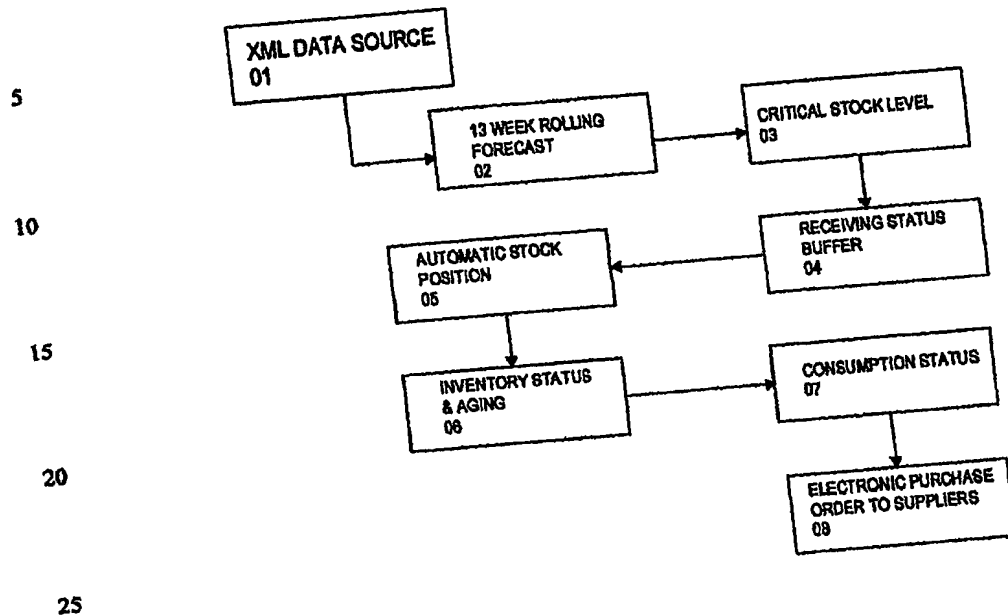 XML DATA SOURCE
01
5
13 WEEK ROLLING
FORECAST
02
CRITICAL STOCK LEVEL
03
10
RECEIVING STATUS
BUFFER
04
AUTOMATIC STOCK
POSITION
05
15
INVENTORY STATUS
& AGING
06
CONSUMPTION STATUS
07
20
ELECTRONIC PURCHASE
ORDER TO SUPPLIERS
08
25